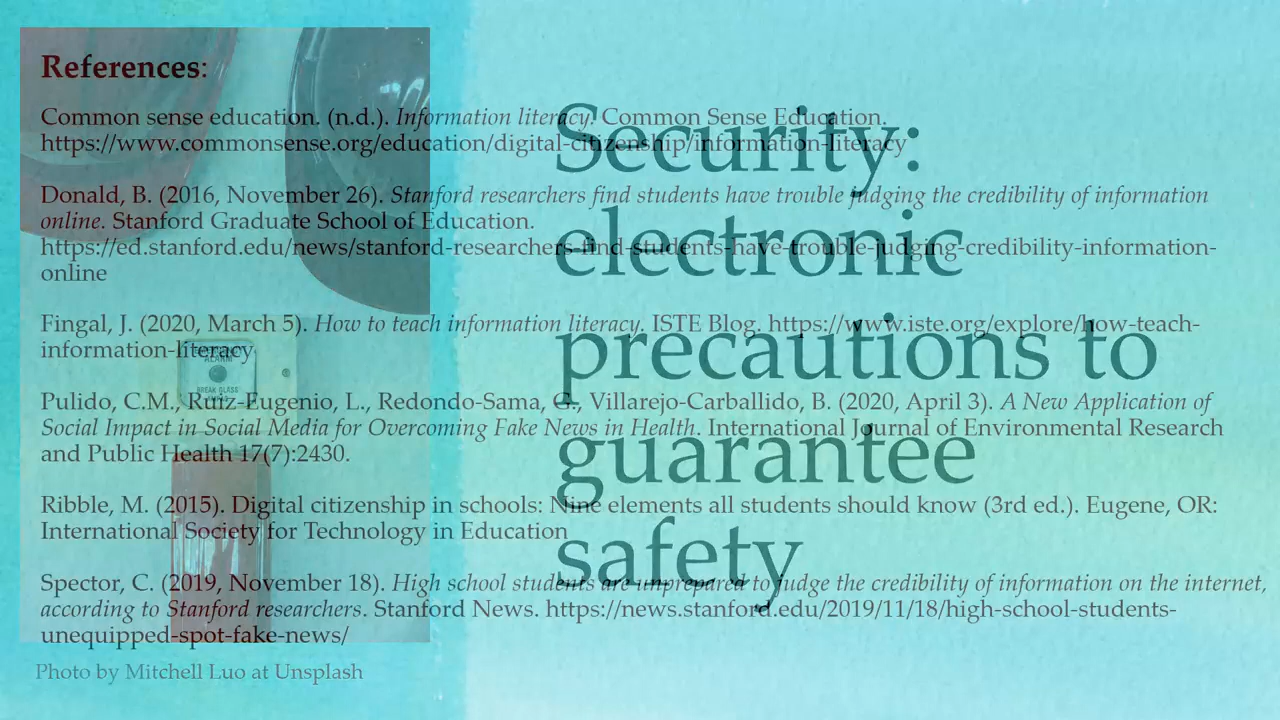 References:
Common sense education. (n.d.). Information literacy. Common Sense Education.
https://www.commonsense.org/education/digital-citizenship/information-literacy
Donald, B. (2016, November 26). Stanford researchers find students have trouble judging the credibility of information
online. Stanford Graduate School of Education.
https://ed.stanford.edu/news/stanford-researchers-find-students-have-trouble-judging-credibility-information-
online
Fingal, J. (2020, March 5). How to teach information literacy. ISTE Blog. https://www.iste.org/explore/how-teach-
information-literacy
Pulido, C.M., Ruiz-Eugenio, L., Redondo-Sama, G., Villarejo-Carballido, B. (2020, April 3). A New Application of
Social Impact in Social Media for Overcoming Fake News in Health. International Journal of Environmental Research
and Public Health 17(7):2430.
Ribble, M. (2015). Digital citizenship in schools: Nine elements all students should know (3rd ed.). Eugene, OR:
International Society for Technology in Education
Spector, C. (2019, November 18). High school students are unprepared to judge the credibility of information on the internet,
according to Stanford researchers. Stanford News. https://news.stanford.edu/2019/11/18/high-school-students-
unequipped-spot-fake-news/
Security:
electronic
precautions to
guarantee
safety
ALARM
BREAK GLASS
Photo by Mitchell Luo at Unsplash